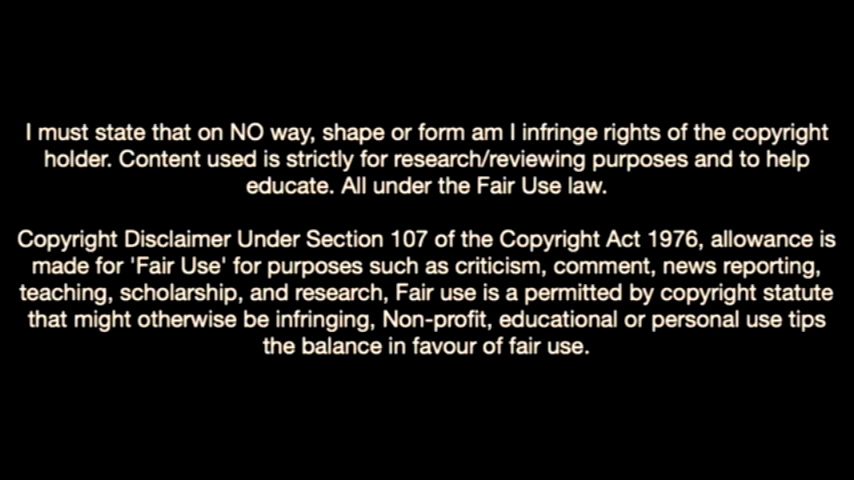 I must state that on NO way, shape or form am I infringe rights of the copyright
holder. Content used is strictly for research/reviewing purposes and to help
educate. All under the Fair Use law.
Copyright Disclaimer Under Section 107 of the Copyright Act 1976, allowance is
made for 'Fair Use' for purposes such as criticism, comment, news reporting,
teaching, scholarship, and research, Fair use is a permitted by copyright statute
that might otherwise be infringing, Non-profit, educational or personal use tips
the balance in favour of fair use.